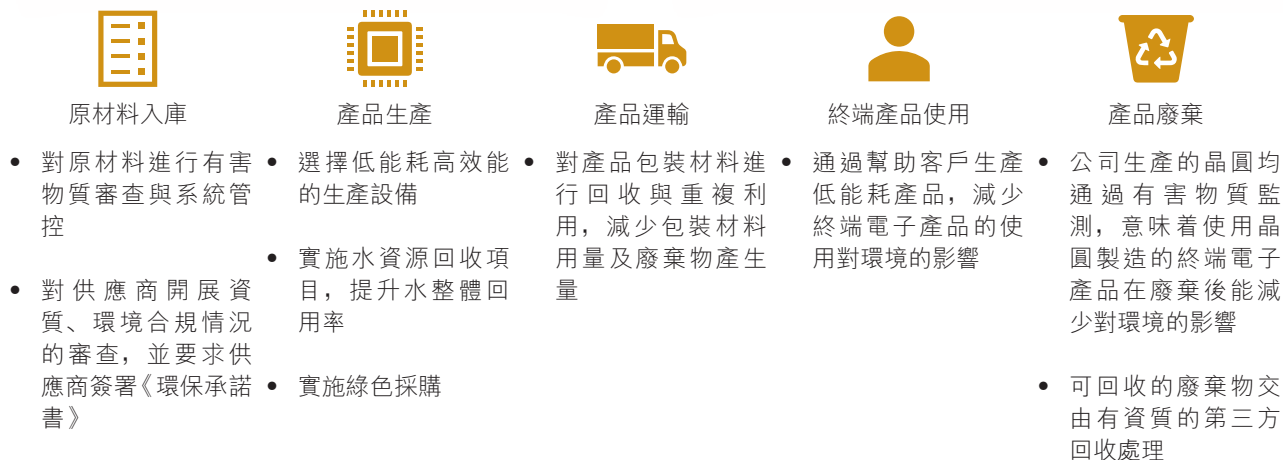 原材料入庫
• 對原材料進行有害
物質審查與系統管
控
• 對供應商開展資
質、環境合規情況
的審查，並要求供
應商簽署《環保承諾
書》
產品生產
• 選擇低能耗高效能
的生產設備
• 實施水資源回收項
目，提升水整體回
用率
• 實施綠色採購
產品運輸
• 對產品包裝材料進
行回收與重複利
用，減少包裝材料
用量及廢棄物產生
量
終端產品使用
• 通過幫助客戶生產
低能耗產品，減少
終端電子產品的使
用對環境的影響
產品廢棄
• 公司生產的晶圓均
通過有害物質監
測，意味着使用晶
圓製造的終端電子
產品在廢棄後能減
少對環境的影響
• 可回收的廢棄物交
由有資質的第三方
回收處理